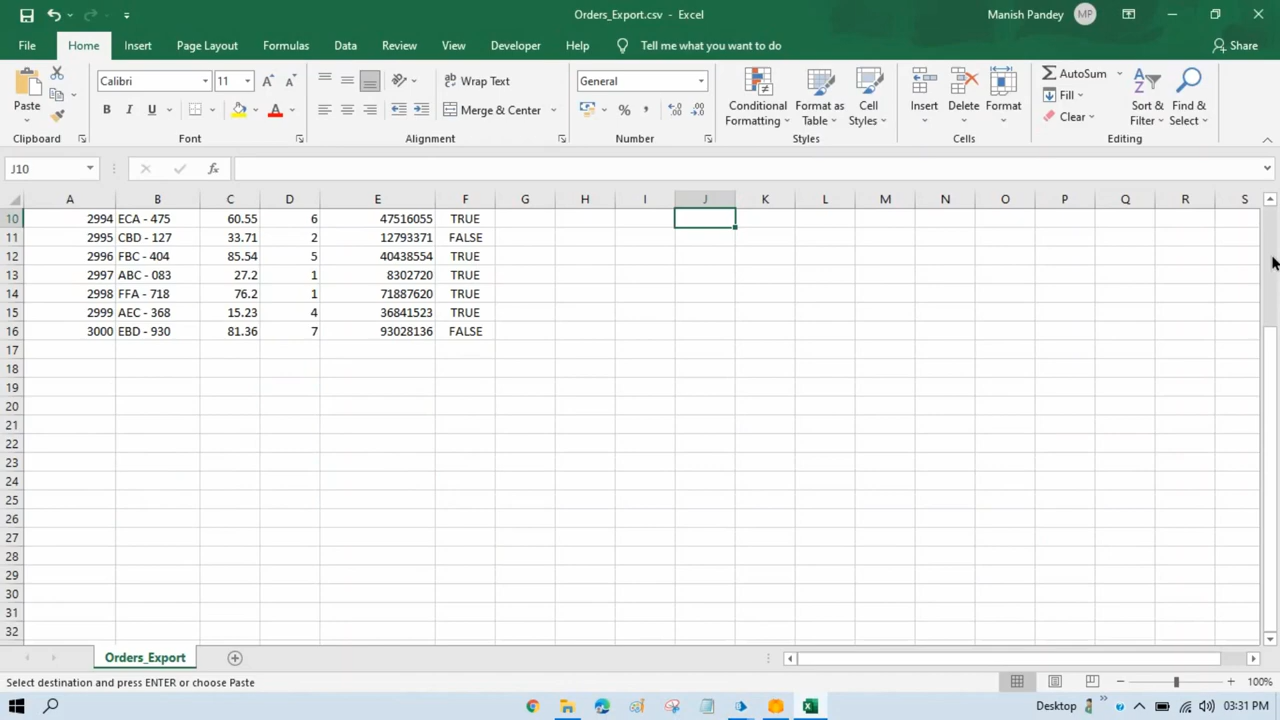 Orders_Export.csv - Excel
Manish Pandey MP
File Home Insert Page Layout Formulas Data Review View Developer Help Tell me what you want to do Share
Paste
Calibri 11
B I U
A A
Wrap Text
Merge & Center
General
%
Conditional Formatting
Format as Table
Cell Styles
Insert
Delete
Format
AutoSum
Fill
Clear
Sort & Filter
Find & Select
Clipboard Font Alignment Number Styles Cells Editing
J10 fx
A B C D E F G H I J K L M N O P Q R S
10 2994 ECA - 475 60.55 6 47516055 TRUE
11 2995 CBD - 127 33.71 2 12793371 FALSE
12 2996 FBC - 404 85.54 5 40438554 TRUE
13 2997 ABC - 083 27.2 1 8302720 TRUE
14 2998 FFA - 718 76.2 1 71887620 TRUE
15 2999 AEC - 368 15.23 4 36841523 TRUE
16 3000 EBD - 930 81.36 7 93028136 FALSE
17
18
19
20
21
22
23
24
25
26
27
28
29
30
31
32
Orders_Export
Select destination and press ENTER or choose Paste
100%
Desktop 03:31 PM